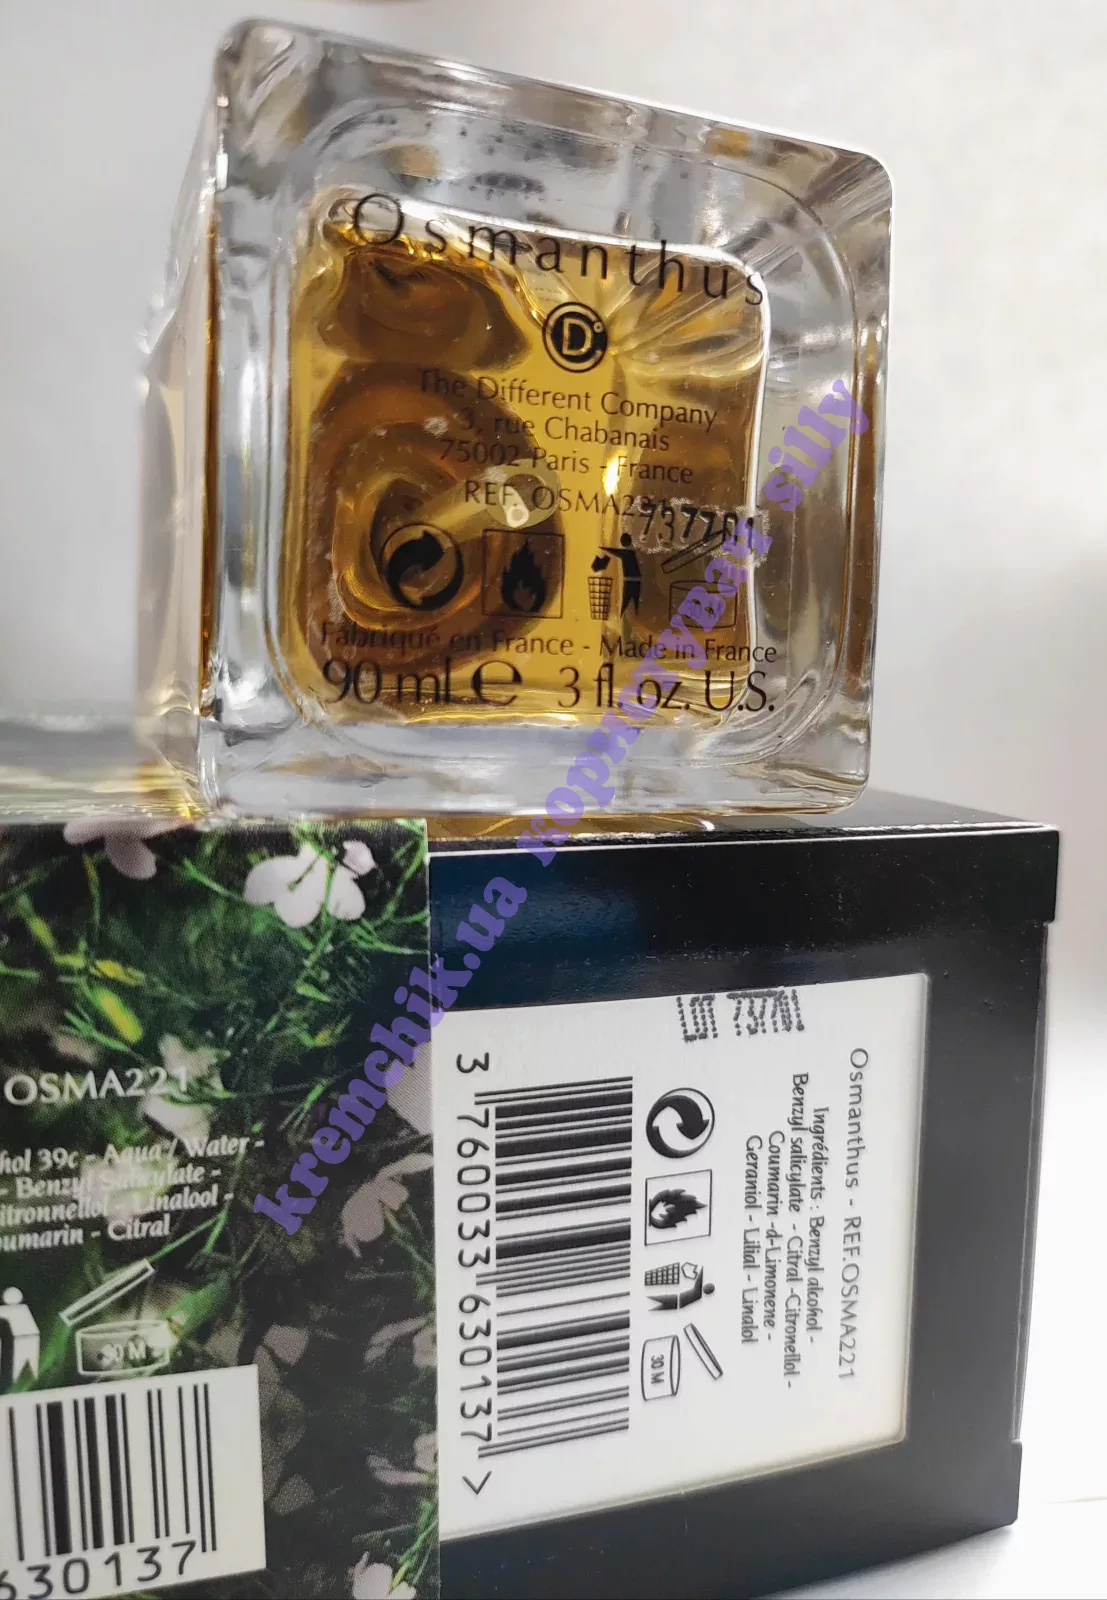 Osmanthus
D
The Different Company
3, rue Chabanais
75002 Paris - France
REF. OSMA221
737701
Fabriqué en France - Made in France
90 ml e 3 fl. oz. U.S.
kremchik.ua користувач silly
OSMA221
hol 39c - Aqua / Water -
- Benzyl Salicylate -
itronnellol - Linalool -
oumarin - Citral
30 M
630137
Osmanthus - REF.OSMA221
Ingrédients : Benzyl alcohol -
Benzyl salicylate - Citral -Citronellol -
Coumarin -d-Limonene -
Geraniol - Lilial - Linalol
30 M
3 760033 630137 >